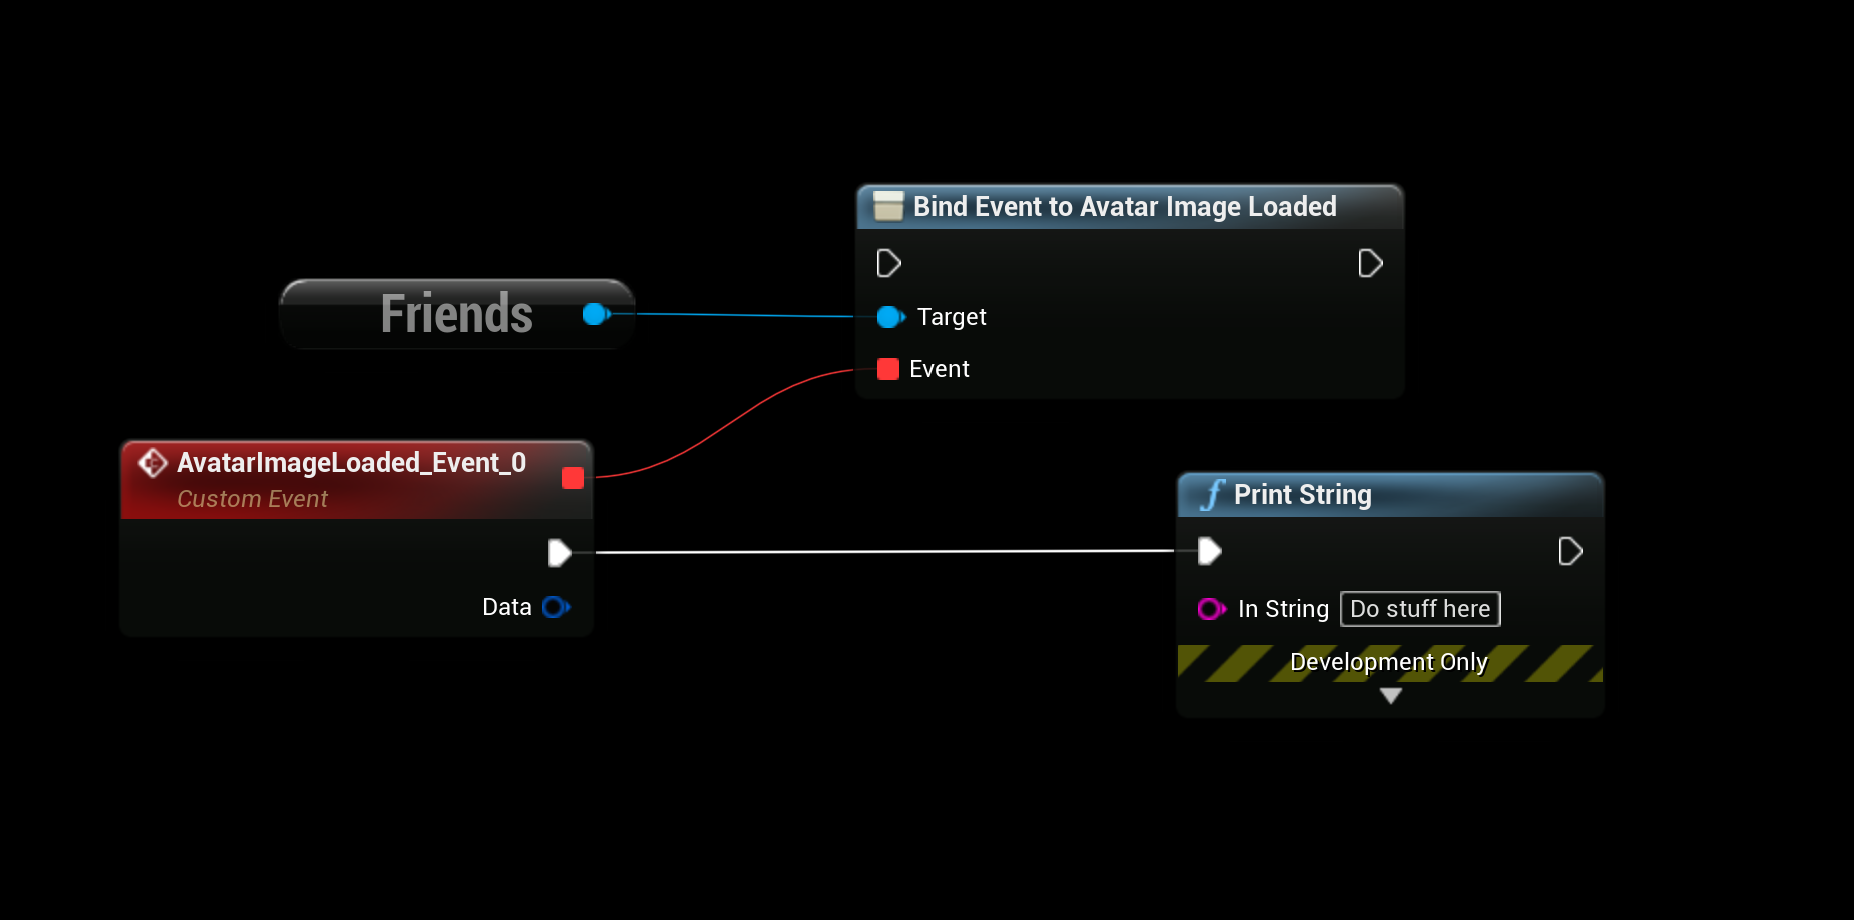 Bind Event to Avatar Image Loaded
Friends
Target
Event
AvatarImageLoaded_Event_0
Custom Event
Data
Print String
In String Do stuff here
Development Only